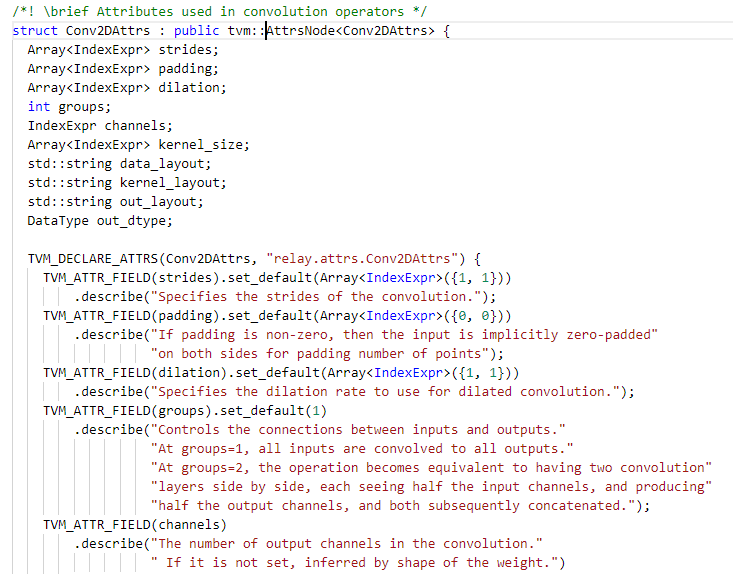 /*! \brief Attributes used in convolution operators */
struct Conv2DAttrs : public tvm::AttrsNode<Conv2DAttrs> {
  Array<IndexExpr> strides;
  Array<IndexExpr> padding;
  Array<IndexExpr> dilation;
  int groups;
  IndexExpr channels;
  Array<IndexExpr> kernel_size;
  std::string data_layout;
  std::string kernel_layout;
  std::string out_layout;
  DataType out_dtype;

  TVM_DECLARE_ATTRS(Conv2DAttrs, "relay.attrs.Conv2DAttrs") {
    TVM_ATTR_FIELD(strides).set_default(Array<IndexExpr>({1, 1}))
        .describe("Specifies the strides of the convolution.");
    TVM_ATTR_FIELD(padding).set_default(Array<IndexExpr>({0, 0}))
        .describe("If padding is non-zero, then the input is implicitly zero-padded"
                  "on both sides for padding number of points");
    TVM_ATTR_FIELD(dilation).set_default(Array<IndexExpr>({1, 1}))
        .describe("Specifies the dilation rate to use for dilated convolution.");
    TVM_ATTR_FIELD(groups).set_default(1)
        .describe("Controls the connections between inputs and outputs."
                  "At groups=1, all inputs are convolved to all outputs."
                  "At groups=2, the operation becomes equivalent to having two convolution"
                  "layers side by side, each seeing half the input channels, and producing"
                  "half the output channels, and both subsequently concatenated.");
    TVM_ATTR_FIELD(channels)
        .describe("The number of output channels in the convolution."
                  " If it is not set, inferred by shape of the weight.")